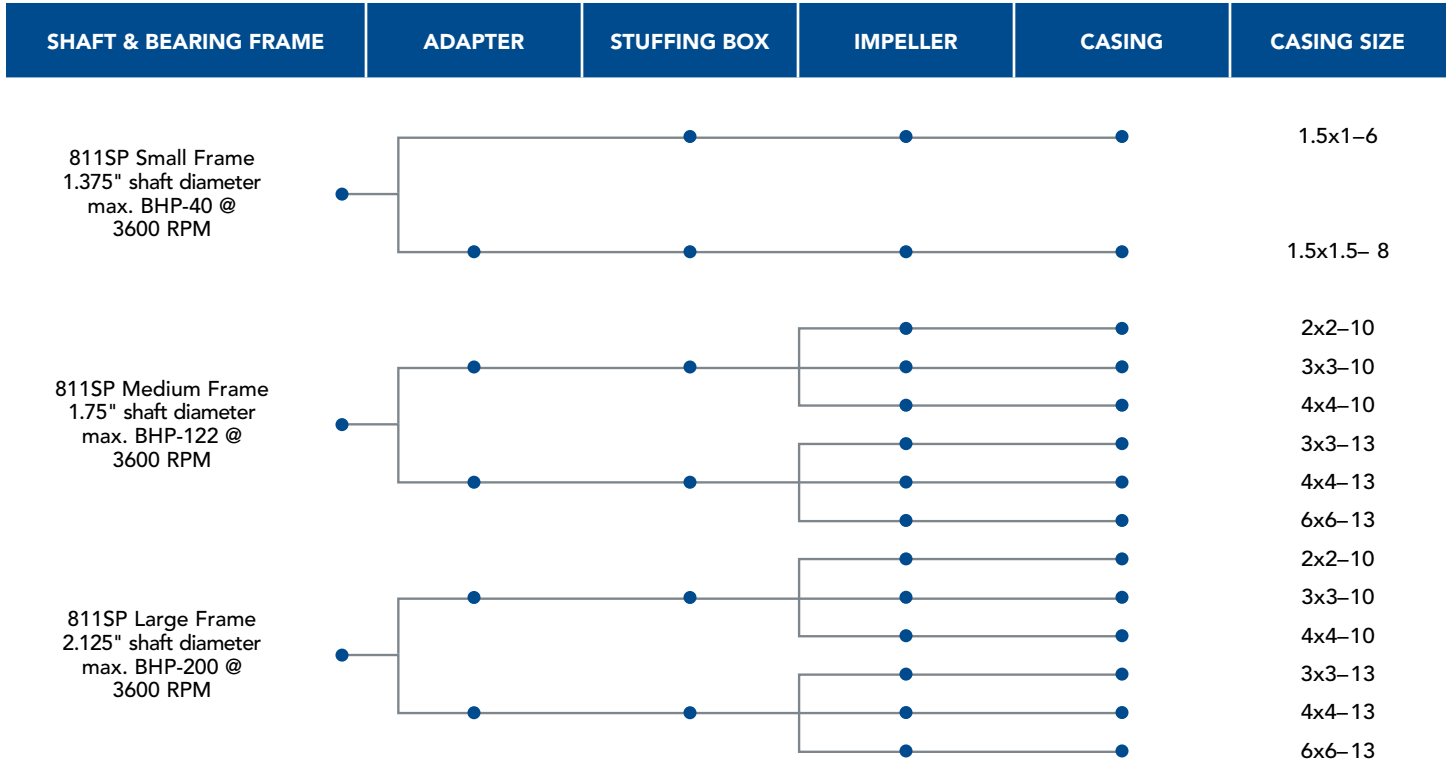 SHAFT & BEARING FRAME ADAPTER STUFFING BOX IMPELLER CASING CASING SIZE
811SP Small Frame
1.375" shaft diameter
max. BHP-40 @
3600 RPM
1.5x1–6
1.5x1.5– 8
811SP Medium Frame
1.75" shaft diameter
max. BHP-122 @
3600 RPM
2x2–10
3x3–10
4x4–10
3x3–13
4x4–13
6x6–13
811SP Large Frame
2.125" shaft diameter
max. BHP-200 @
3600 RPM
2x2–10
3x3–10
4x4–10
3x3–13
4x4–13
6x6–13